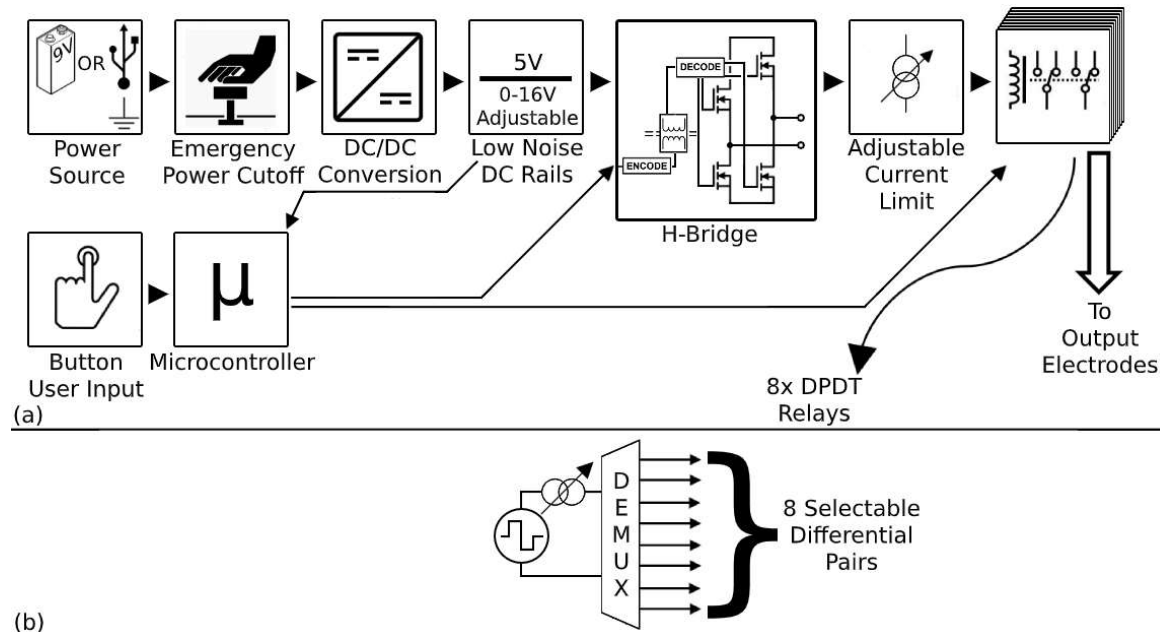 9V
OR
Power
Source
Emergency
Power Cutoff
DC/DC
Conversion
5V
0-16V
Adjustable
Low Noise
DC Rails
DECODE
ENCODE
H-Bridge
Adjustable
Current
Limit
To
Output
Electrodes
Button
User Input
μ
Microcontroller
8x DPDT
Relays
(a)
DEMUX
8 Selectable
Differential
Pairs
(b)